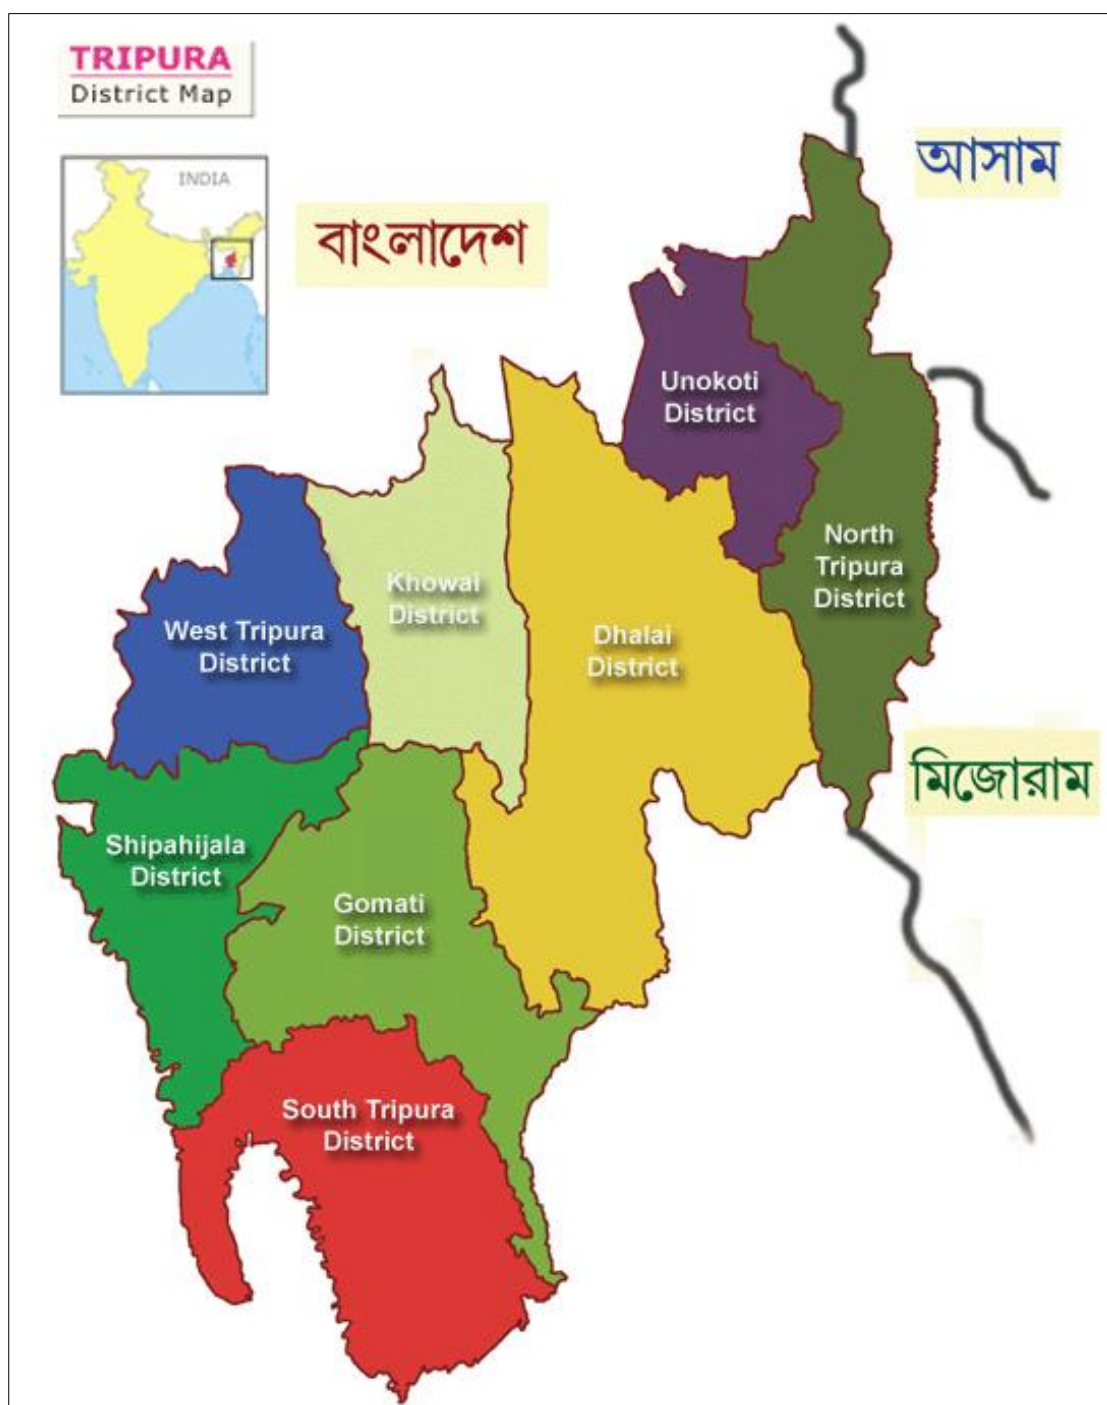 TRIPURA
District Map
INDIA
বাংলাদেশ
আসাম
Unokoti
District
North
Tripura
District
Khowai
District
West Tripura
District
Dhalai
District
মিজোরাম
Shipahijala
District
Gomati
District
South Tripura
District